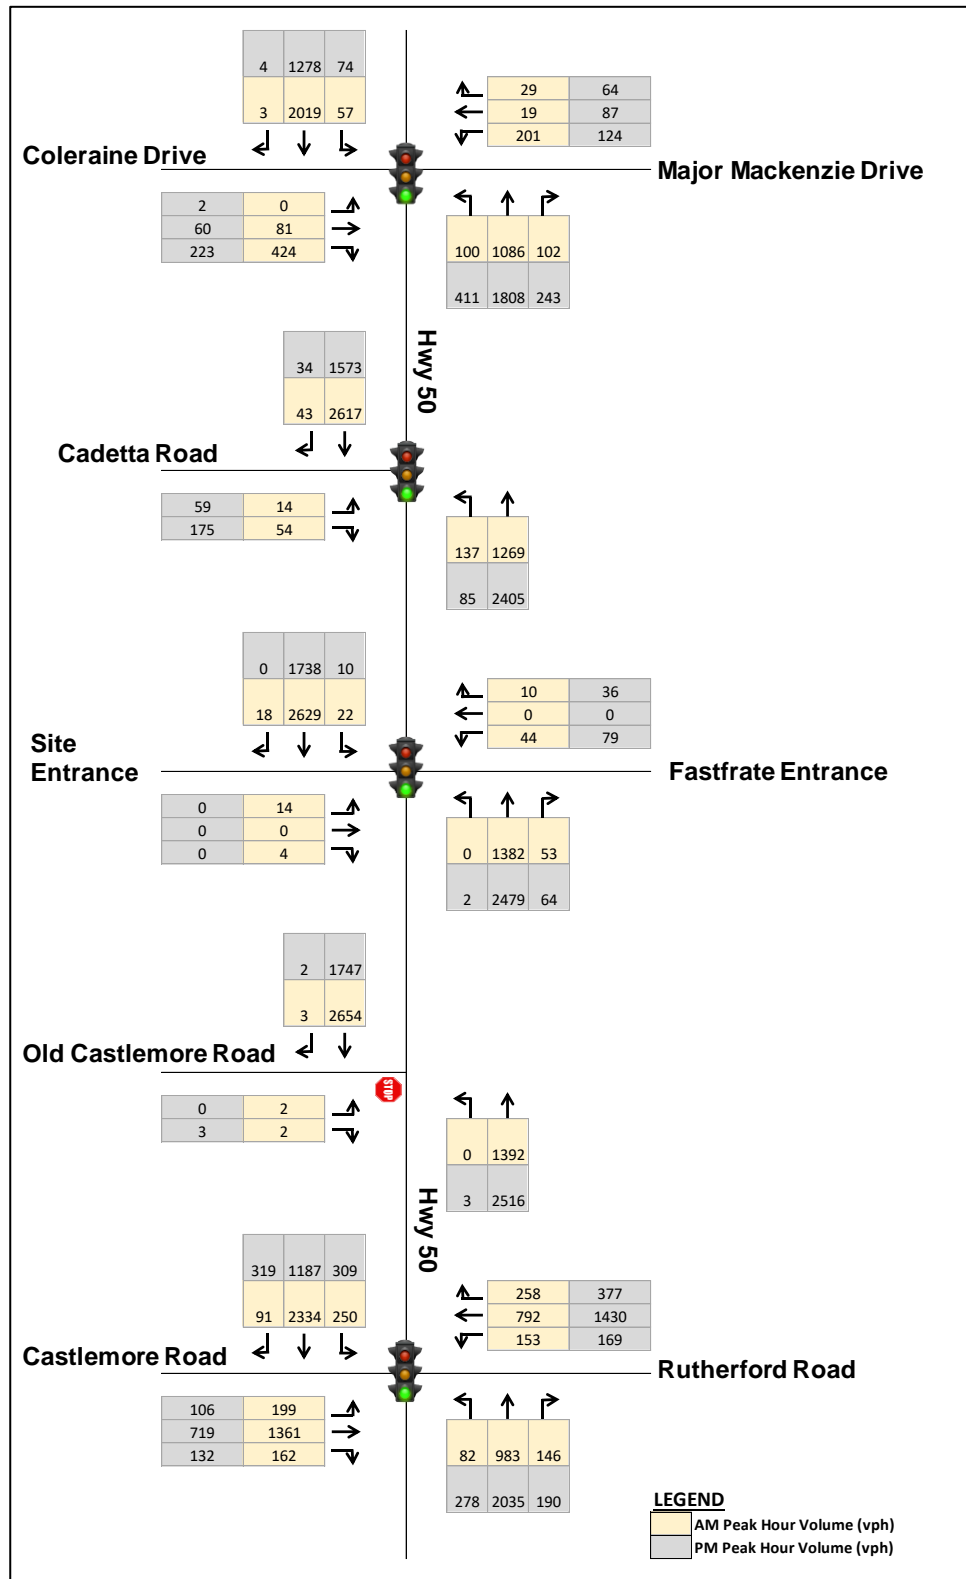 4 1278 74
3 2019 57
29 64
19 87
201 124
Coleraine Drive
Major Mackenzie Drive
2 0
60 81
223 424
100 1086 102
411 1808 243
Hwy 50
34 1573
43 2617
Cadetta Road
59 14
175 54
137 1269
85 2405
0 1738 10
18 2629 22
10 36
0 0
44 79
Site
Entrance
Fastfrate Entrance
0 14
0 0
0 4
0 1382 53
2 2479 64
2 1747
3 2654
Old Castlemore Road
STOP
0 2
3 2
0 1392
3 2516
Hwy 50
319 1187 309
91 2334 250
258 377
792 1430
153 169
Castlemore Road
Rutherford Road
106 199
719 1361
132 162
82 983 146
278 2035 190
LEGEND
AM Peak Hour Volume (vph)
PM Peak Hour Volume (vph)